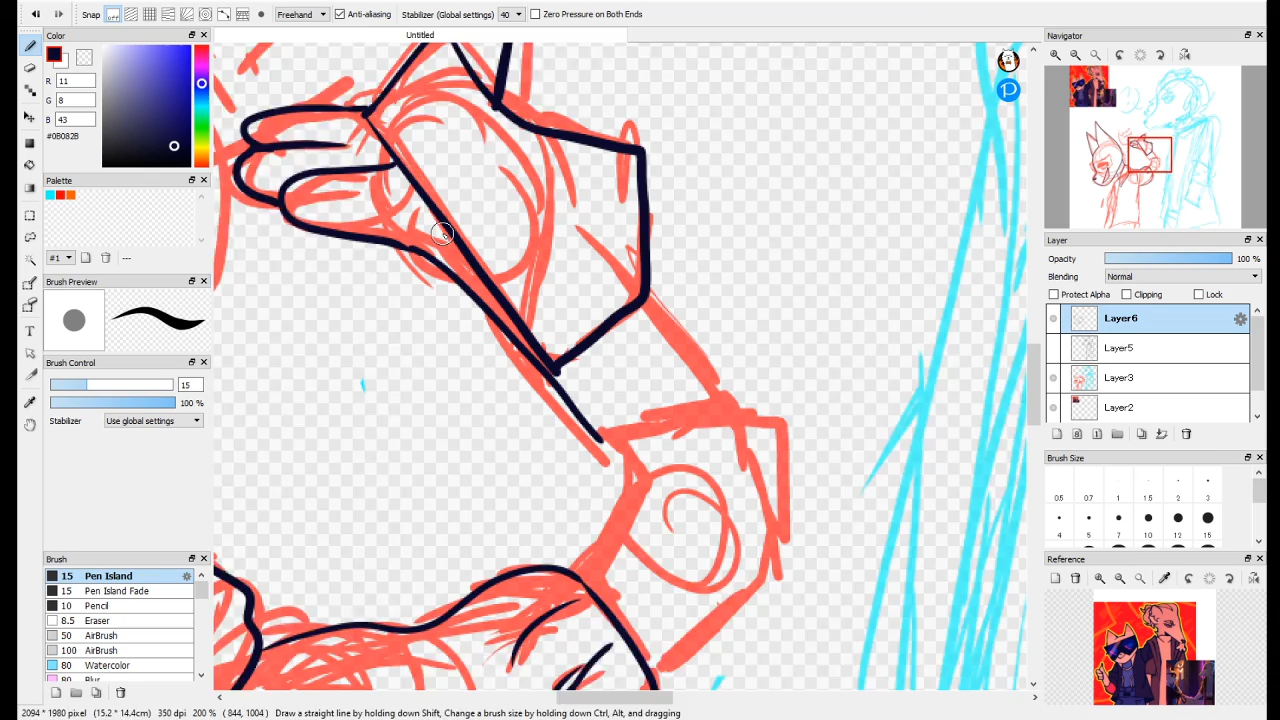 Snap off Freehand Anti-aliasing Stabilizer (Global settings) 40 Zero Pressure on Both Ends
Color
Untitled
Navigator
R 11
G 8
B 43
#0B082B
Palette
#1 ---
Brush Preview
Brush Control
15
100 %
Stabilizer Use global settings
Brush
15 Pen Island
15 Pen Island Fade
10 Pencil
8.5 Eraser
50 AirBrush
100 AirBrush
80 Watercolor
80 Blur
T
P
Layer
Opacity 100 %
Blending Normal
Protect Alpha Clipping Lock
Layer6
Layer5
Layer3
Layer2
8 1
Brush Size
0.5 0.7 1 1.5 2 3
4 5 7 10 12 15
Reference
2094 * 1980 pixel (15.2 * 14.4cm) 350 dpi 200 % ( 844, 1004 ) Draw a straight line by holding down Shift, Change a brush size by holding down Ctrl, Alt, and dragging